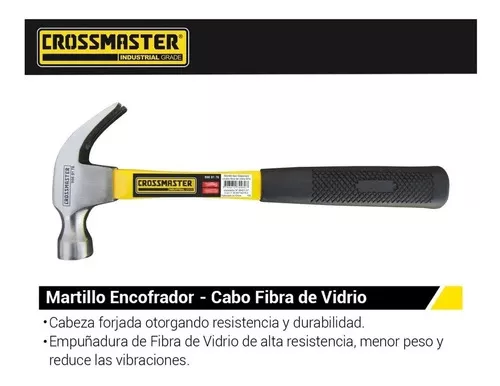 CROSSMASTER®
INDUSTRIAL GRADE
CROSSMASTER
Martillo Encofrador - Cabo Fibra de Vidrio
•Cabeza forjada otorgando resistencia y durabilidad.
•Empuñadura de Fibra de Vidrio de alta resistencia, menor peso y
reduce las vibraciones.